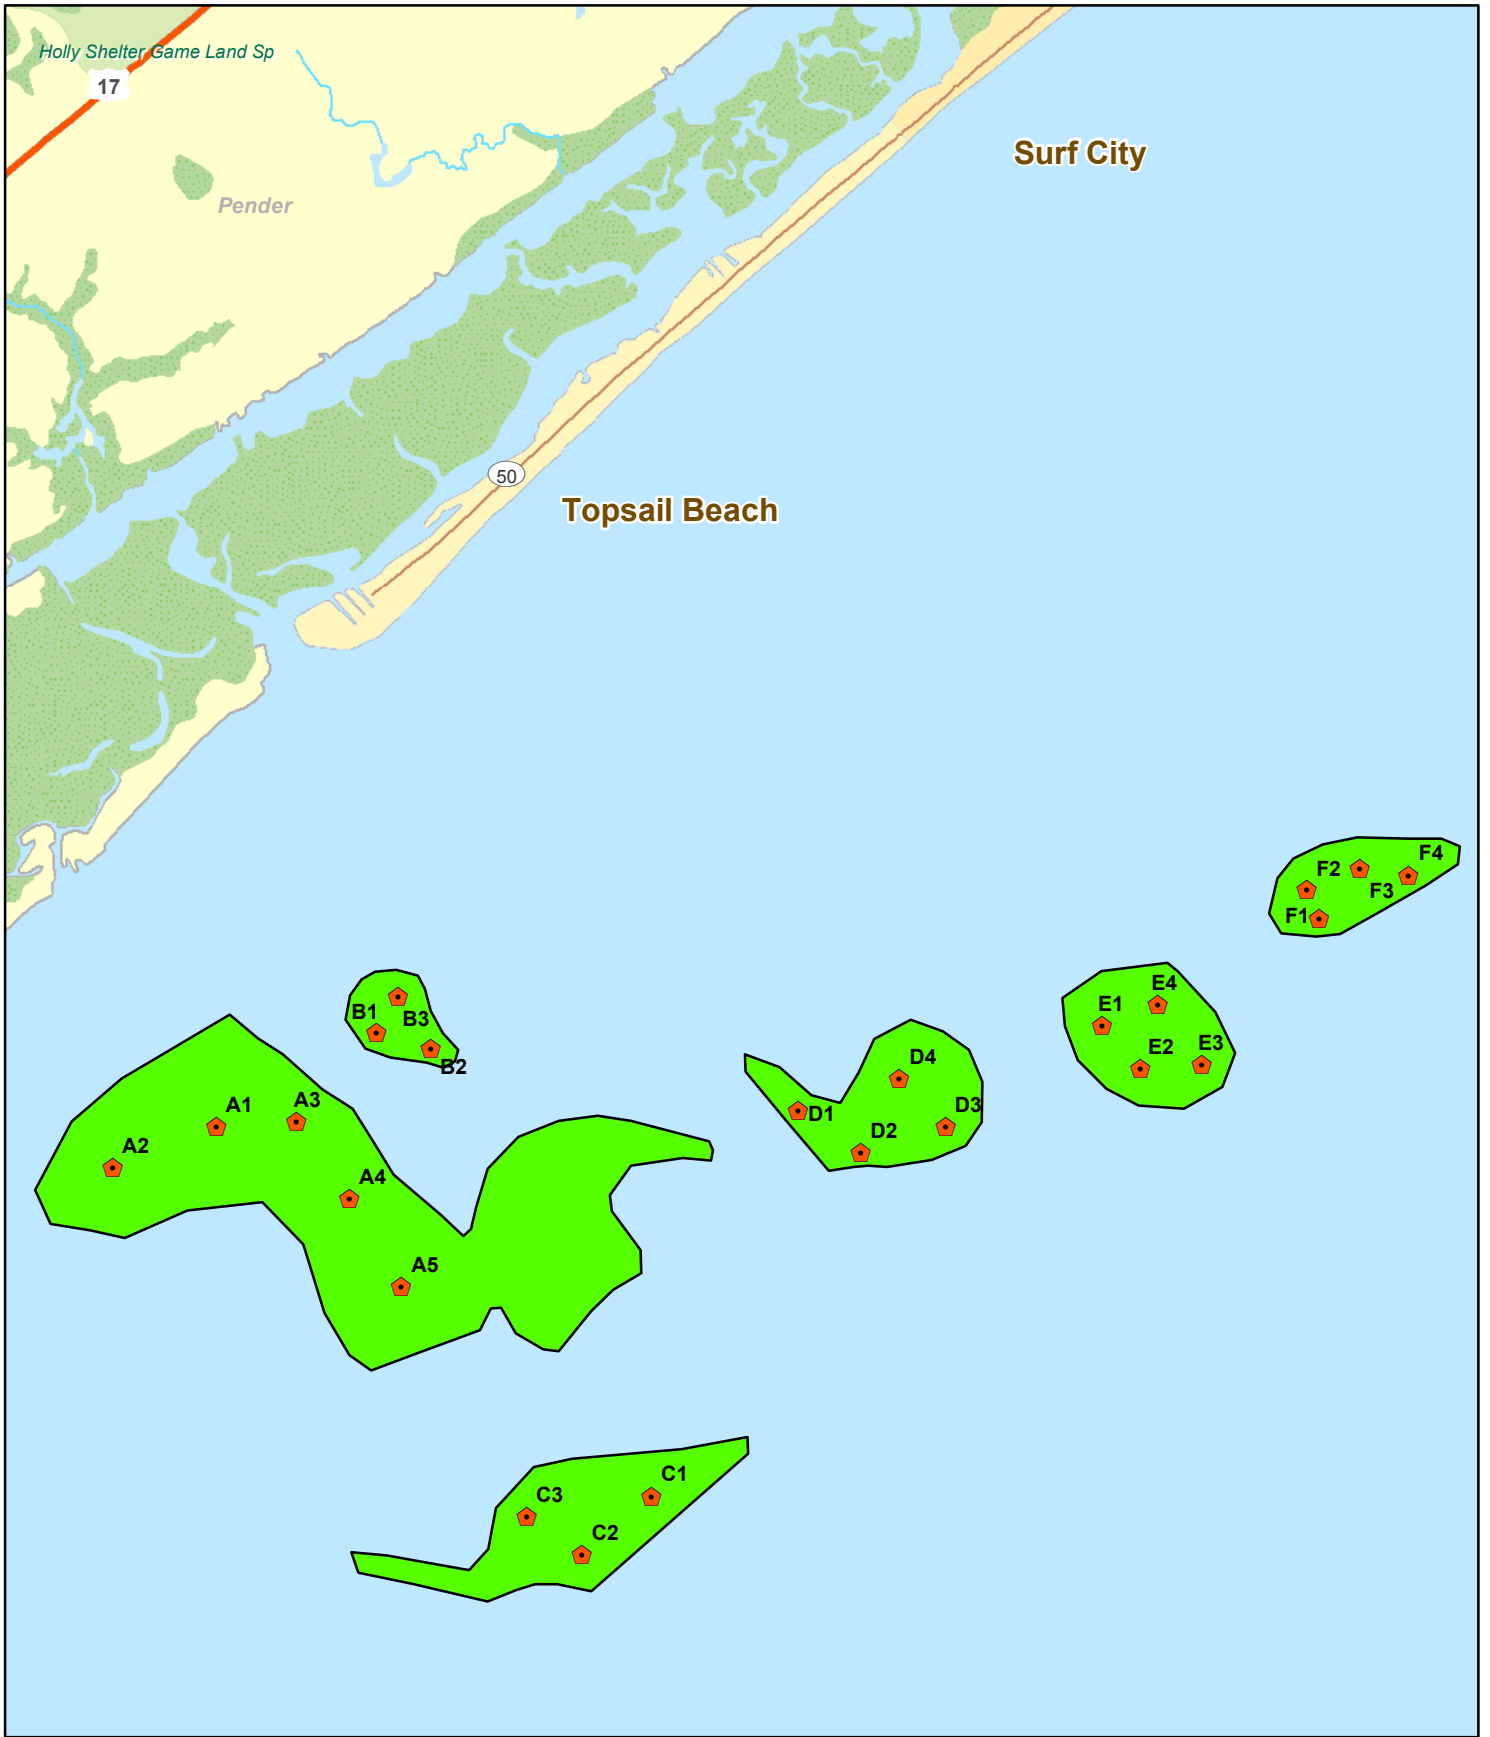 Holly Shelter Game Land Sp
17
Surf City
Pender
50
Topsail Beach
F4
F2
F3
F1
E4
B1
E1
B3
E2
E3
B2
D4
A1
A3
D1
D3
D2
A2
A4
A5
C1
C3
C2